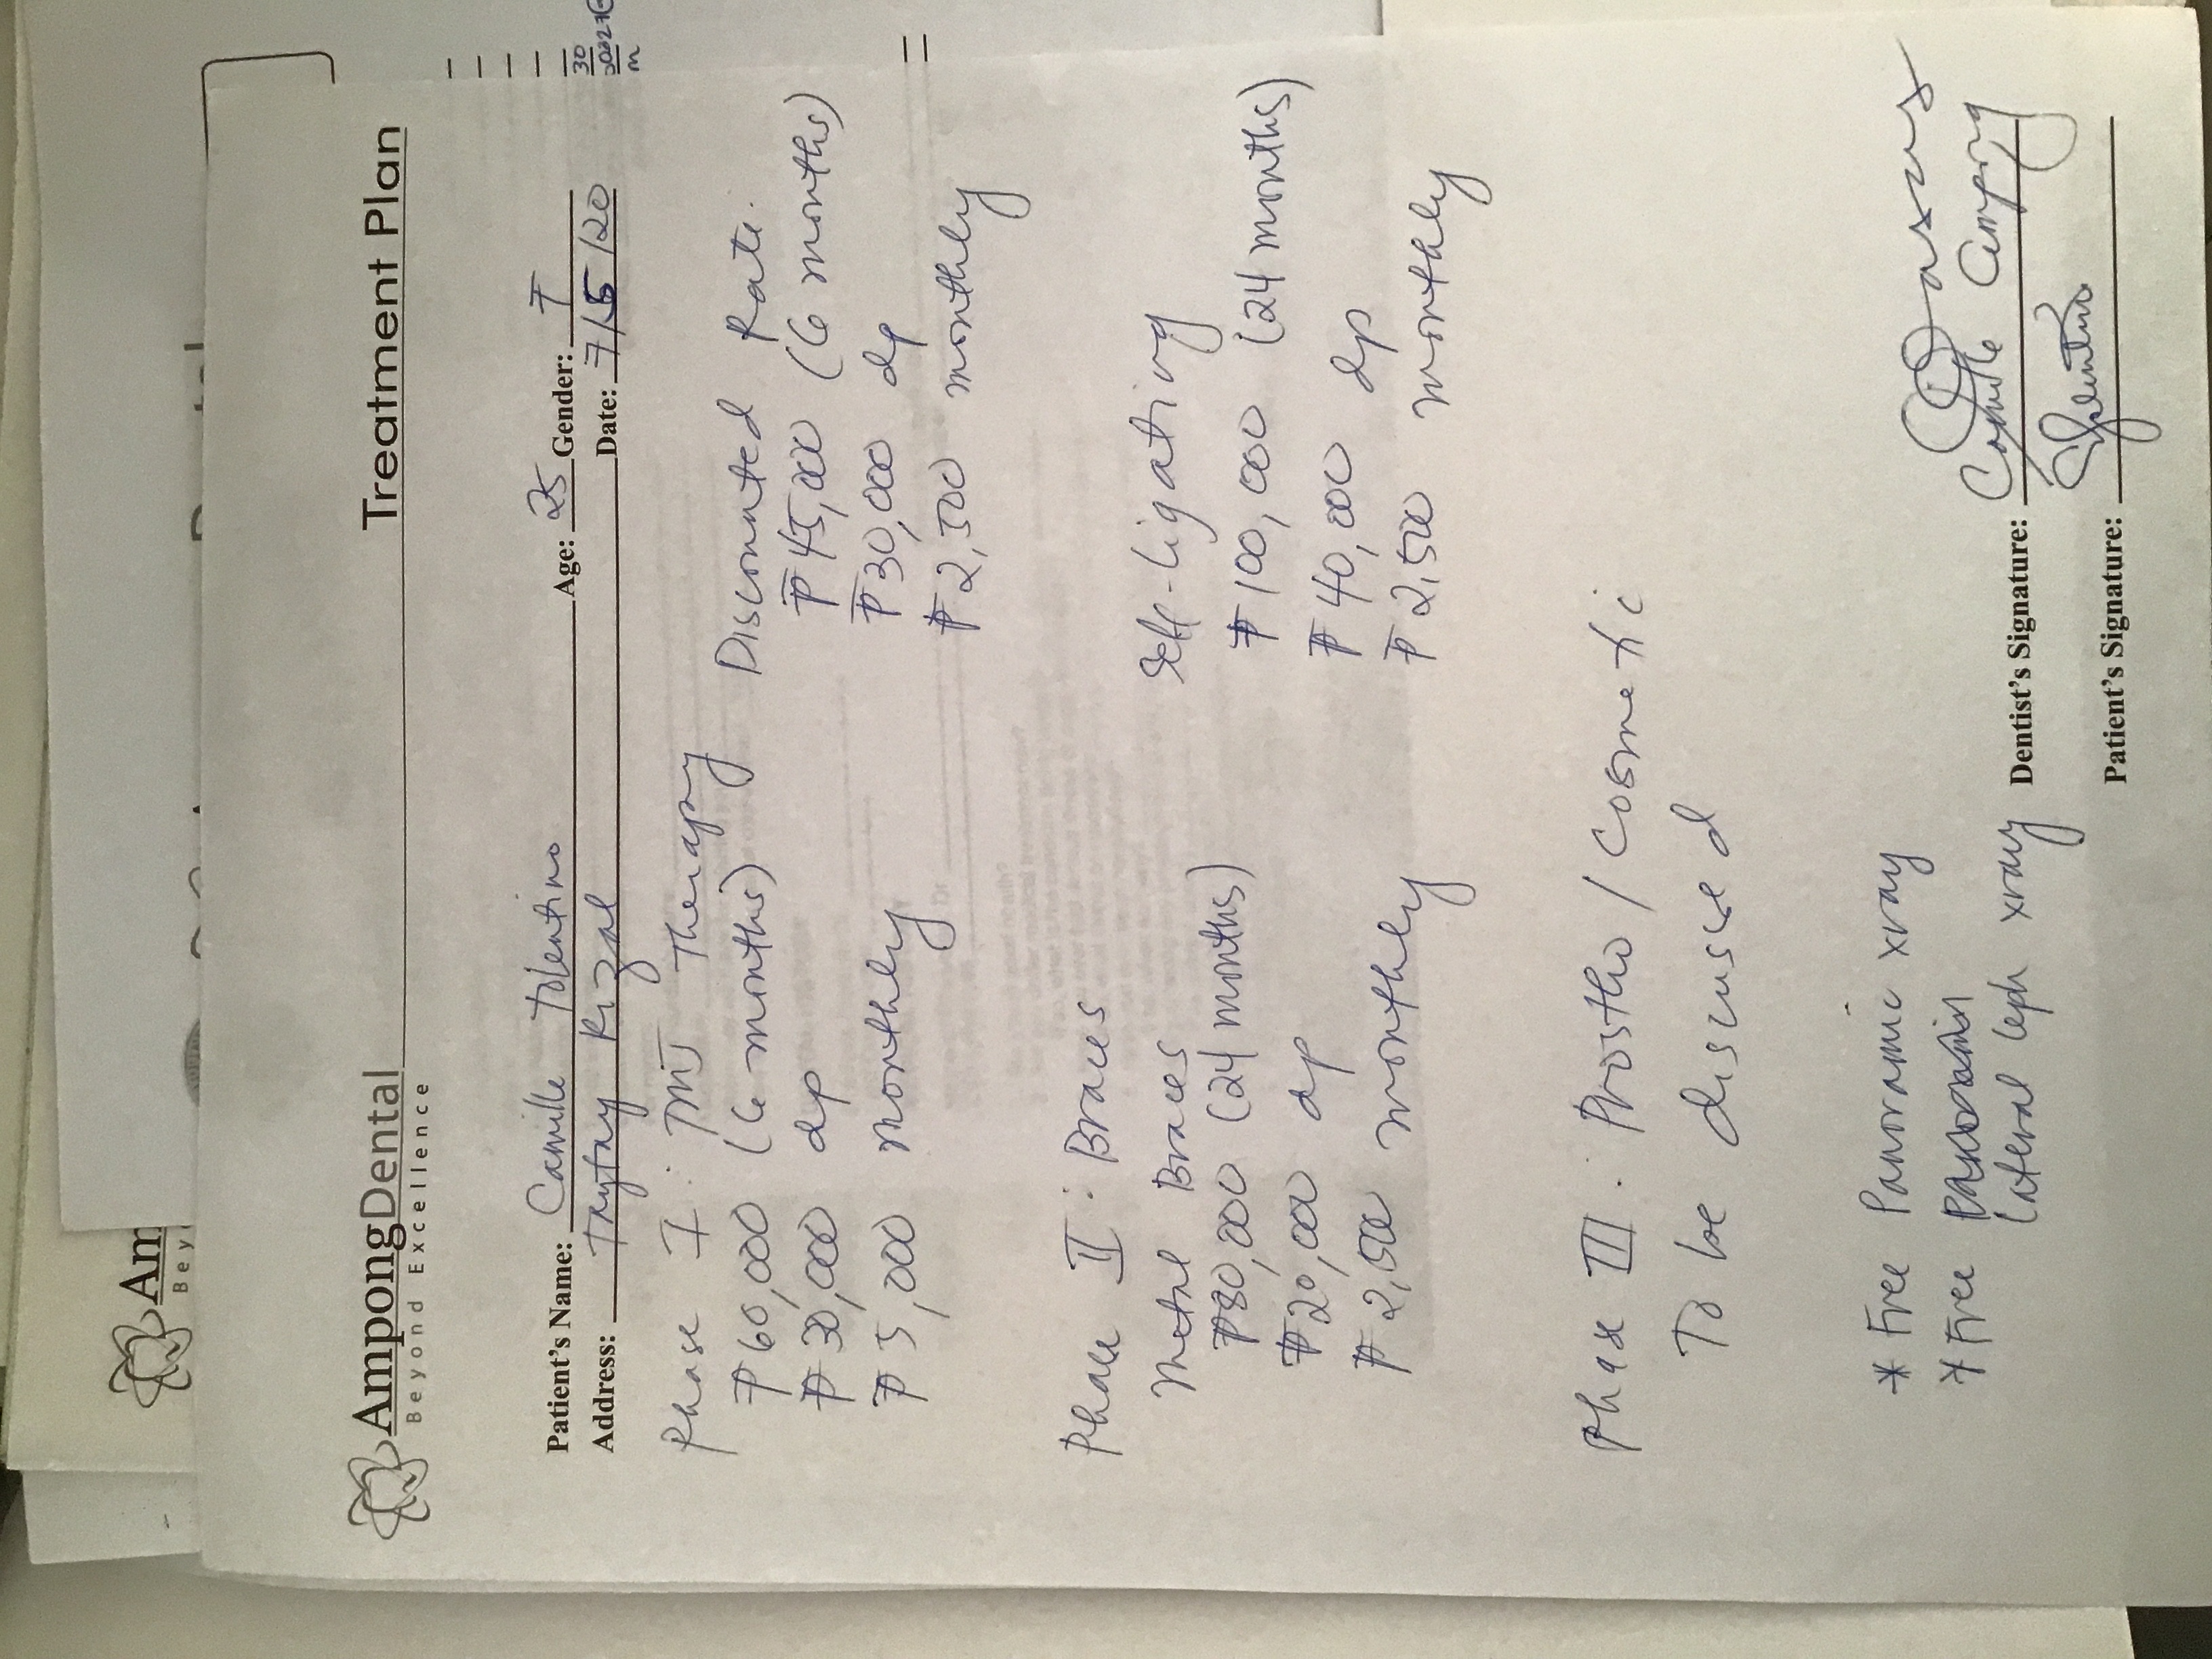 AmpongDental Treatment Plan
Beyond Excellence
Patient's Name: Camille Tolentino Age: 25 Gender: F
Address: Taytay Rizal Date: 7/15/20
Phase I : TMJ Therapy Discounted Rate.
₱60,000 (6 months) ₱45,000 (6 months)
₱30,000 dp ₱30,000 dp
₱5,000 monthly ₱2,500 monthly
Phase II : Braces
Metal Braces Self-Ligating
₱80,000 (24 months) ₱100,000 (24 months)
₱20,000 dp ₱40,000 dp
₱2,500 monthly ₱2,500 monthly
Phase III : Prostho / Cosmetic
To be discussed
* Free Panoramic xray
* Free Lateral ceph xray
Dentist's Signature: Camille
Patient's Signature:
Am
Bey